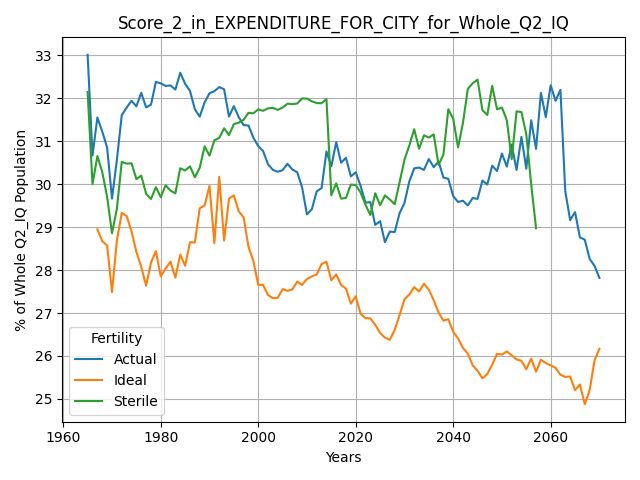 Score_2_in_EXPENDITURE_FOR_CITY_for_Whole_Q2_IQ
% of Whole Q2_IQ Population
33
32
31
30
29
28
27
26
25
Fertility
Actual
Ideal
Sterile
1960 1980 2000 2020 2040 2060
Years